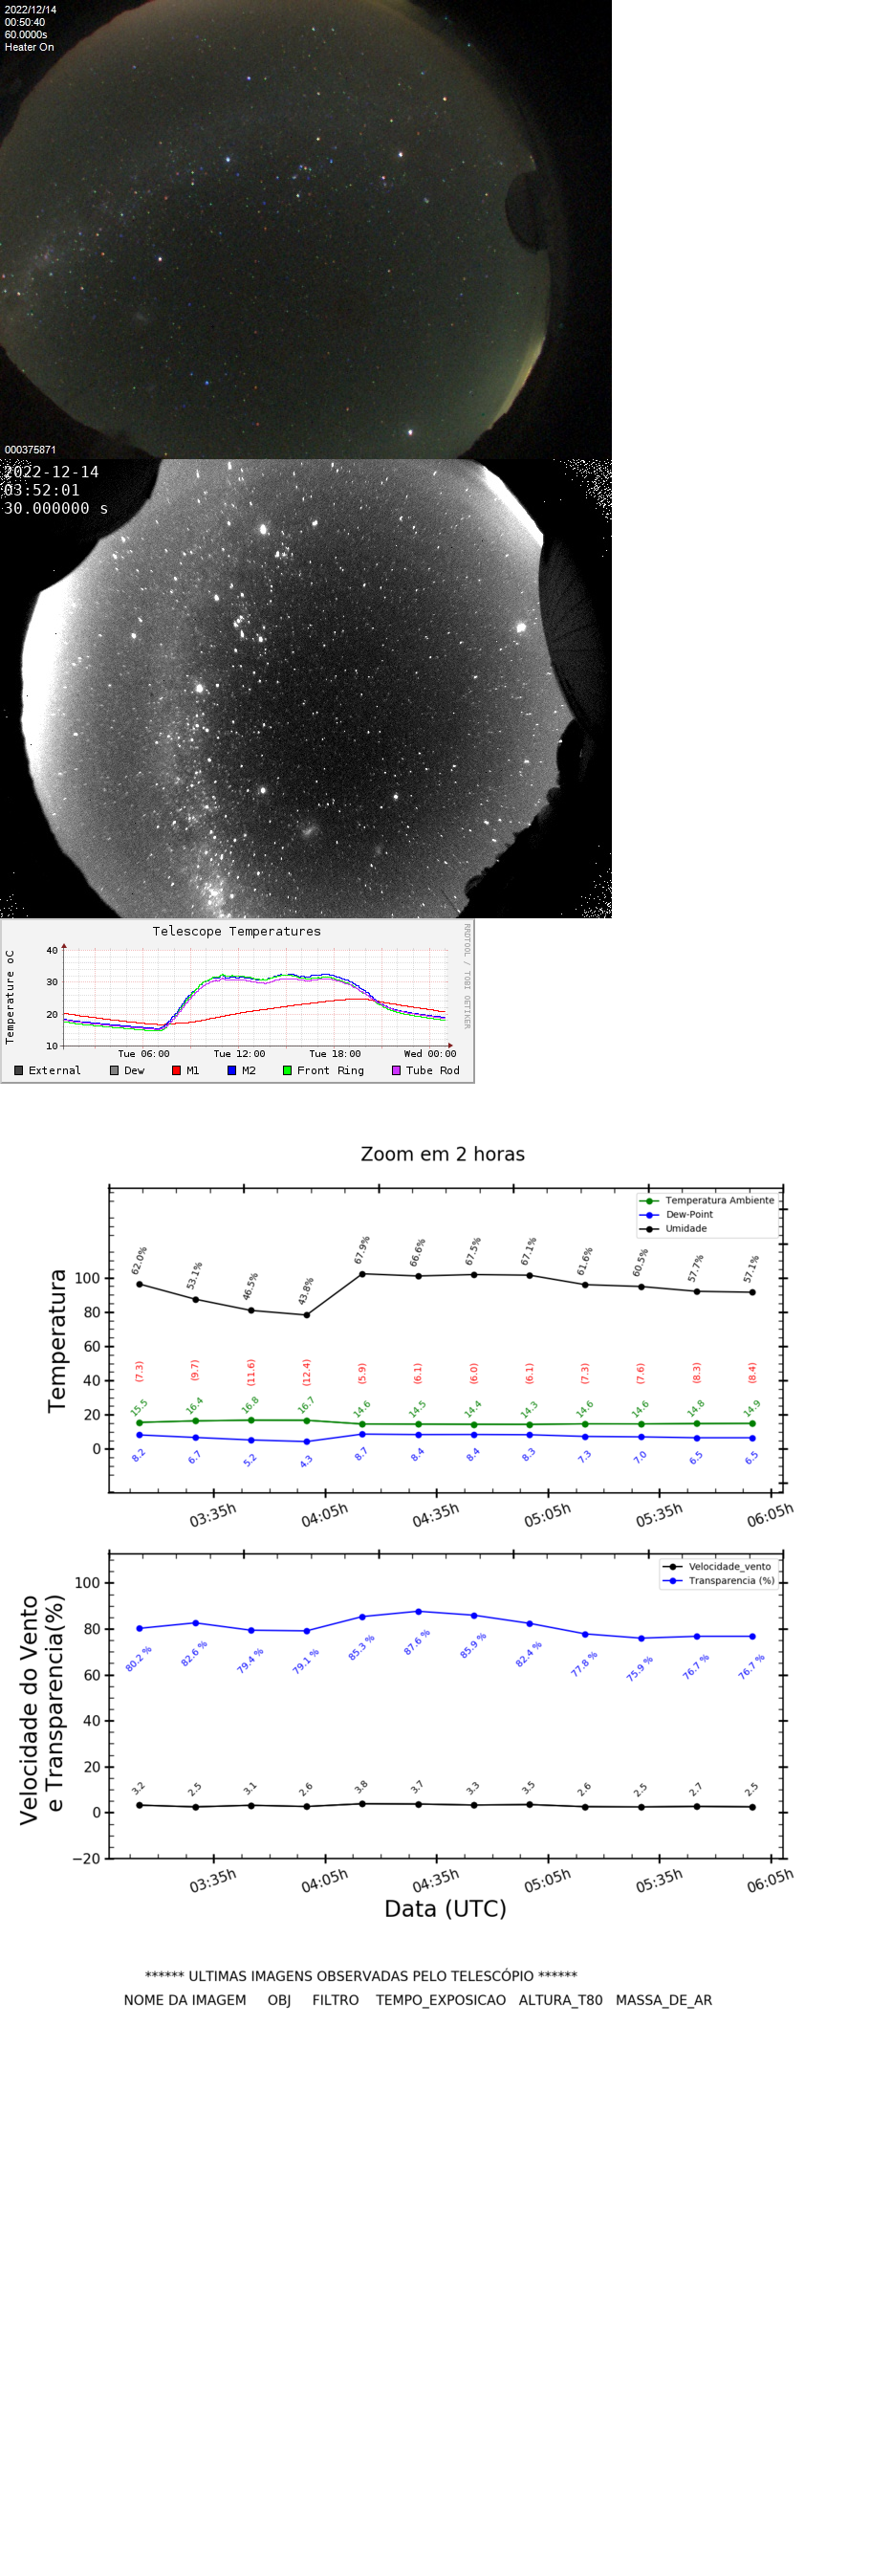 2022/12/14
00:50:40
60.0000s
Heater On
000375871
2022-12-14
03:52:01
30.000000 s
Telescope Temperatures
RRDTOOL / TOBI OETIKER
Temperature oC
40
30
20
10
Tue 06:00 Tue 12:00 Tue 18:00 Wed 00:00
External Dew M1 M2 Front Ring Tube Rod
Zoom em 2 horas
Temperatura Ambiente
Dew-Point
Umidade
Temperatura
100
80
60
40
20
0
62.0% 53.1% 46.5% 43.8% 67.9% 66.6% 67.5% 67.1% 61.6% 60.5% 57.7% 57.1%
(7.3) (9.7) (11.6) (12.4) (5.9) (6.1) (6.0) (6.1) (7.3) (7.6) (8.3) (8.4)
15.5 16.4 16.8 16.7 14.6 14.5 14.4 14.3 14.6 14.6 14.8 14.9
8.2 6.7 5.2 4.3 8.7 8.4 8.4 8.3 7.3 7.0 6.5 6.5
03:35h 04:05h 04:35h 05:05h 05:35h 06:05h
Velocidade_vento
Transparencia (%)
Velocidade do Vento
e Transparencia(%)
100
80
60
40
20
0
−20
80.2 % 82.6 % 79.4 % 79.1 % 85.3 % 87.6 % 85.9 % 82.4 % 77.8 % 75.9 % 76.7 % 76.7 %
3.2 2.5 3.1 2.6 3.8 3.7 3.3 3.5 2.6 2.5 2.7 2.5
03:35h 04:05h 04:35h 05:05h 05:35h 06:05h
Data (UTC)
****** ULTIMAS IMAGENS OBSERVADAS PELO TELESCÓPIO ******
NOME DA IMAGEM OBJ FILTRO TEMPO_EXPOSICAO ALTURA_T80 MASSA_DE_AR